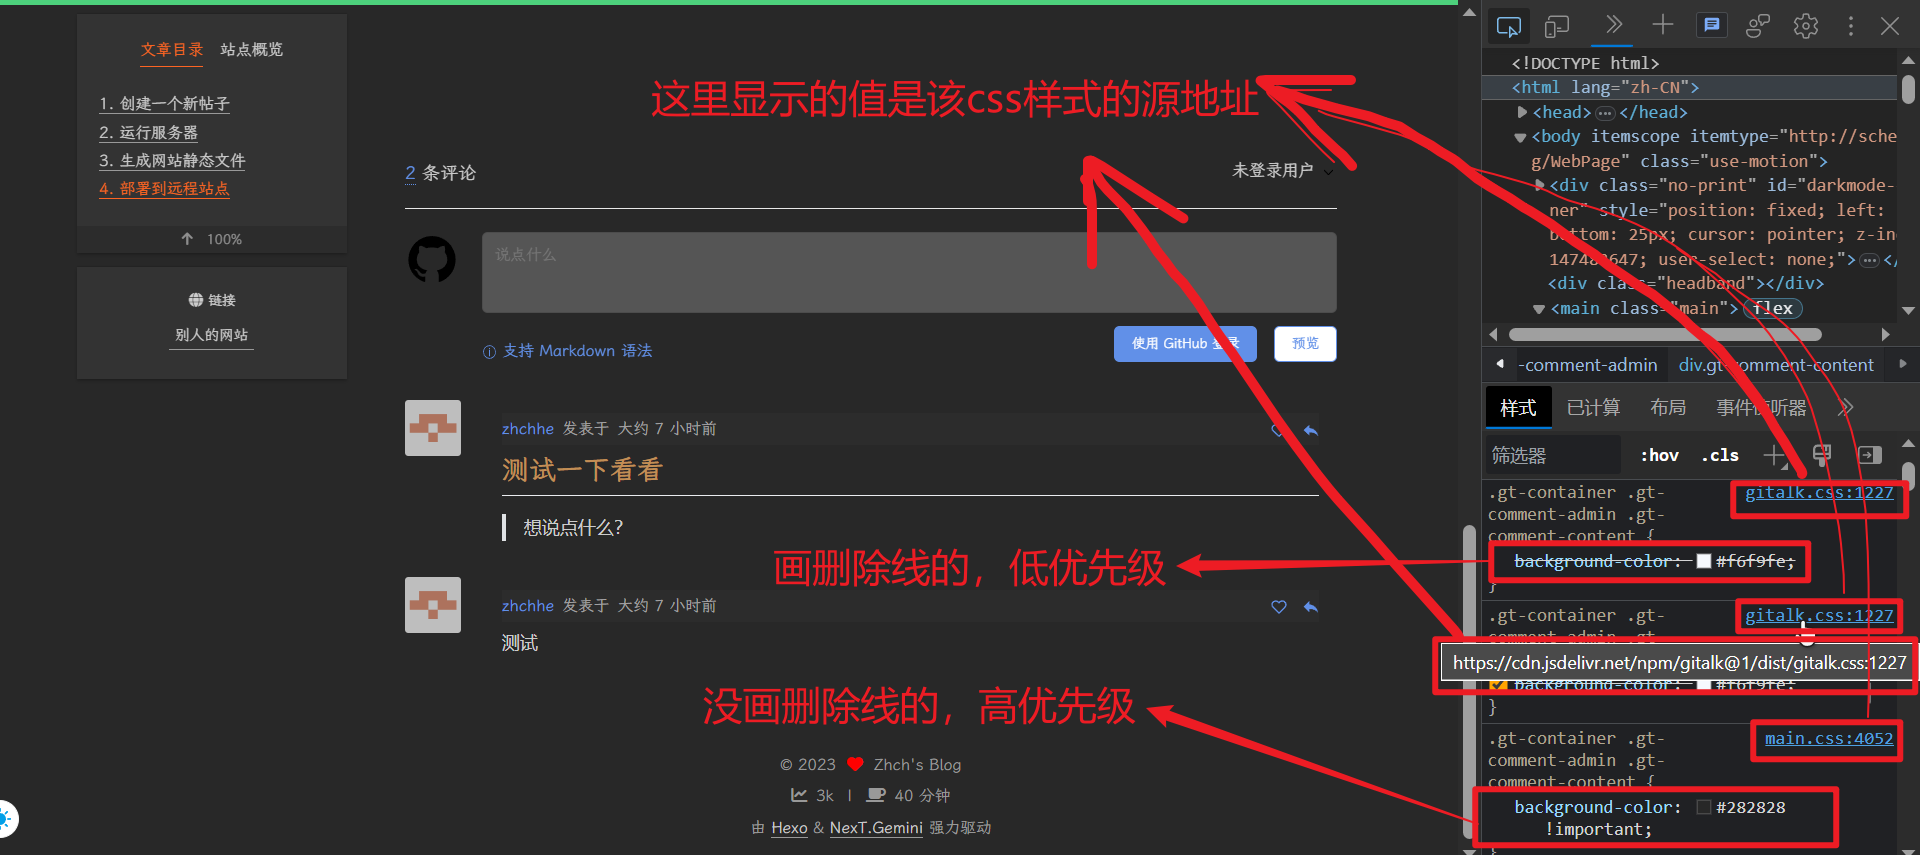 文章目录 站点概览
1. 创建一个新帖子
2. 运行服务器
3. 生成网站静态文件
4. 部署到远程站点
100%
链接
别人的网站
这里显示的值是该css样式的源地址
2 条评论
未登录用户
说点什么
支持 Markdown 语法
使用 GitHub 登录
预览
zhchhe 发表于 大约 7 小时前
测试一下看看
想说点什么?
画删除线的，低优先级
zhchhe 发表于 大约 7 小时前
测试
没画删除线的，高优先级
© 2023 Zhch's Blog
3k | 40 分钟
由 Hexo & NexT.Gemini 强力驱动
<!DOCTYPE html>
<html lang="zh-CN">
<head> ··· </head>
<body itemscope itemtype="http://sche
g/WebPage" class="use-motion">
<div class="no-print" id="darkmode-
ner" style="position: fixed; left:
bottom: 25px; cursor: pointer; z-in
147483647; user-select: none;"> ··· </
<div class="headband"></div>
<main class="main"> flex
-comment-admin div.gt-comment-content
样式 已计算 布局 事件侦听器
筛选器 :hov .cls
.gt-container .gt- gitalk.css:1227
comment-admin .gt-
comment-content {
background-color: #f6f9fe;
}
.gt-container .gt- gitalk.css:1227
comment-admin .gt-
https://cdn.jsdelivr.net/npm/gitalk@1/dist/gitalk.css:1227
background-color: #f6f9fe;
}
.gt-container .gt- main.css:4052
comment-admin .gt-
comment-content {
background-color: #282828
!important;
}